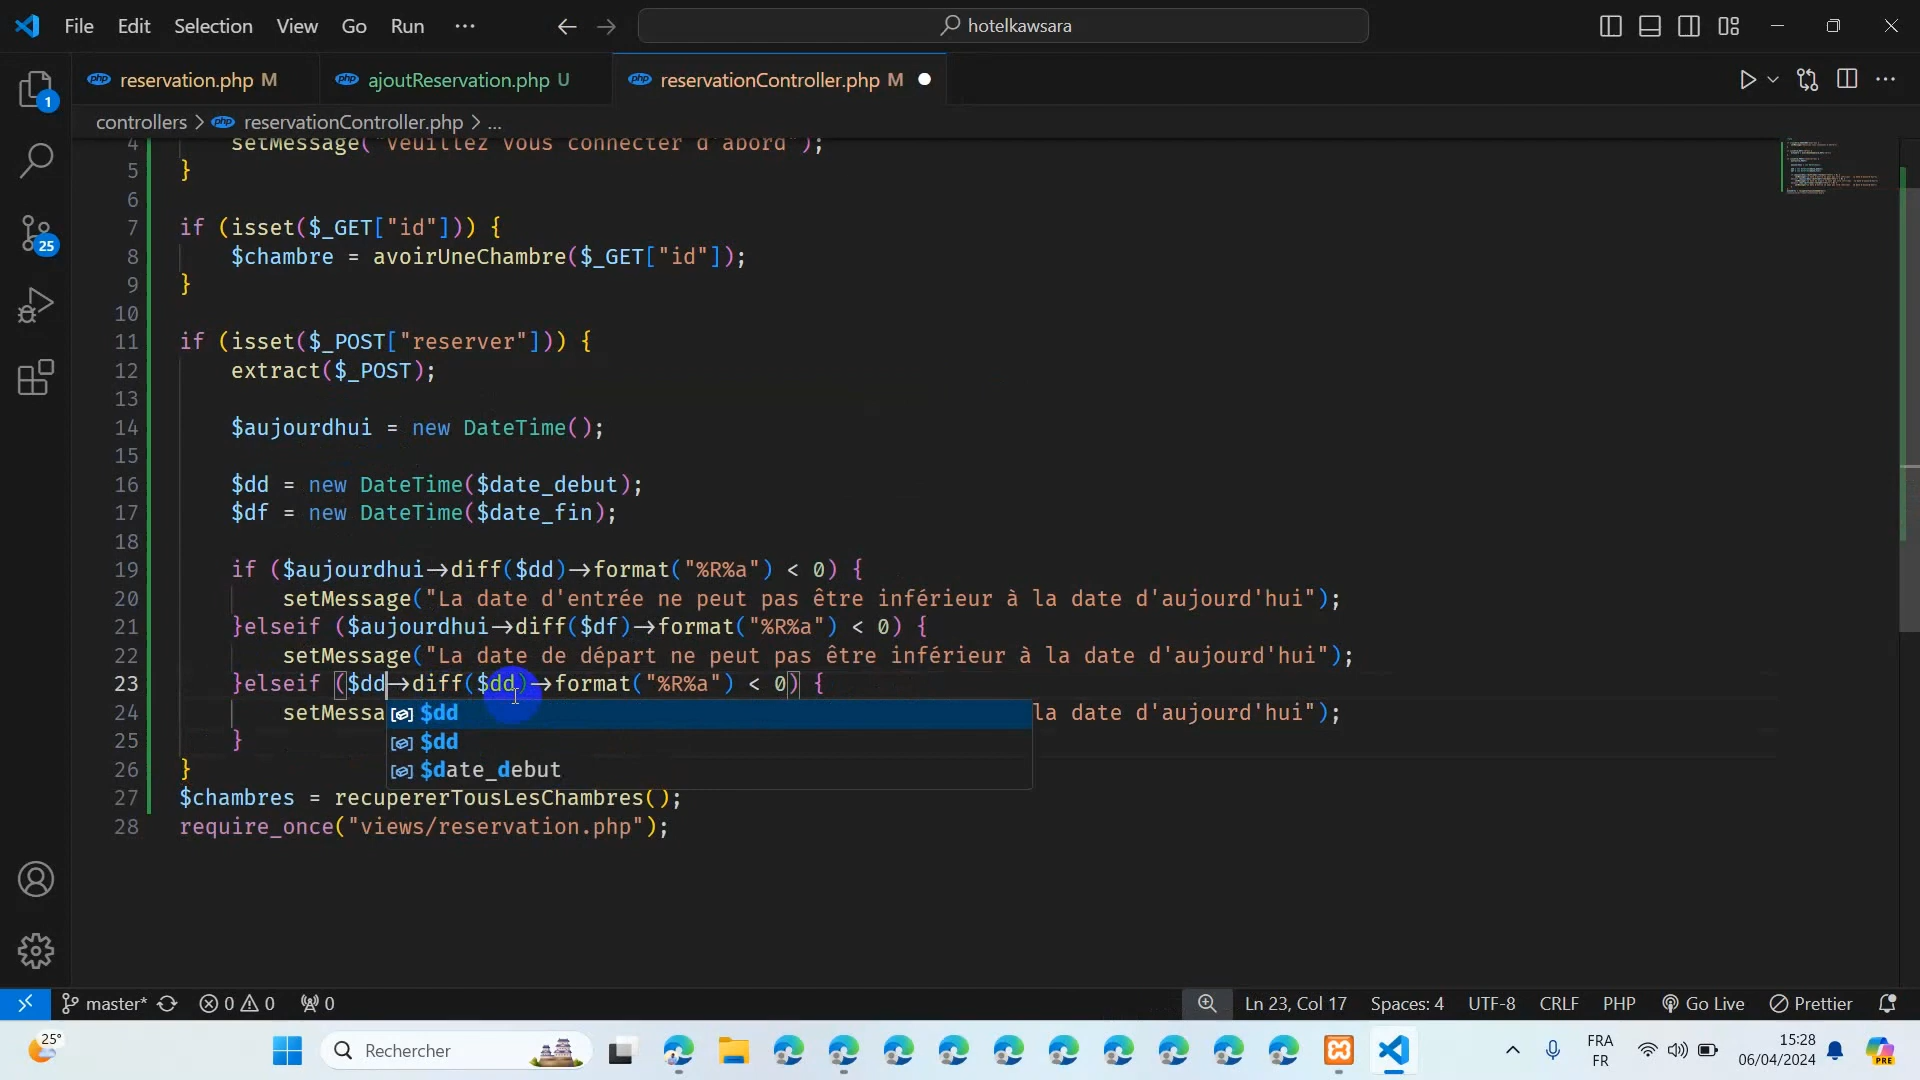 File Edit Selection View Go Run ··· hotelkawsara
reservation.php M ajoutReservation.php U reservationController.php M
controllers > reservationController.php > ...
4 setMessage("Veuillez vous connecter d'abord");
5 }
6
7 if (isset($_GET["id"])) {
8 $chambre = avoirUneChambre($_GET["id"]);
9 }
10
11 if (isset($_POST["reserver"])) {
12 extract($_POST);
13
14 $aujourdhui = new DateTime();
15
16 $dd = new DateTime($date_debut);
17 $df = new DateTime($date_fin);
18
19 if ($aujourdhui->diff($dd)->format("%R%a") < 0) {
20 setMessage("La date d'entrée ne peut pas être inférieur à la date d'aujourd'hui");
21 }elseif ($aujourdhui->diff($df)->format("%R%a") < 0) {
22 setMessage("La date de départ ne peut pas être inférieur à la date d'aujourd'hui");
23 }elseif ($dd->diff($dd)->format("%R%a") < 0) {
24 setMessa $dd la date d'aujourd'hui");
25 } $dd
26 } $date_debut
27 $chambres = recupererTousLesChambres();
28 require_once("views/reservation.php");
1
25
master* 0 0 0 Ln 23, Col 17 Spaces: 4 UTF-8 CRLF PHP Go Live Prettier
25° Rechercher FRA 15:28
FR 06/04/2024
PRE